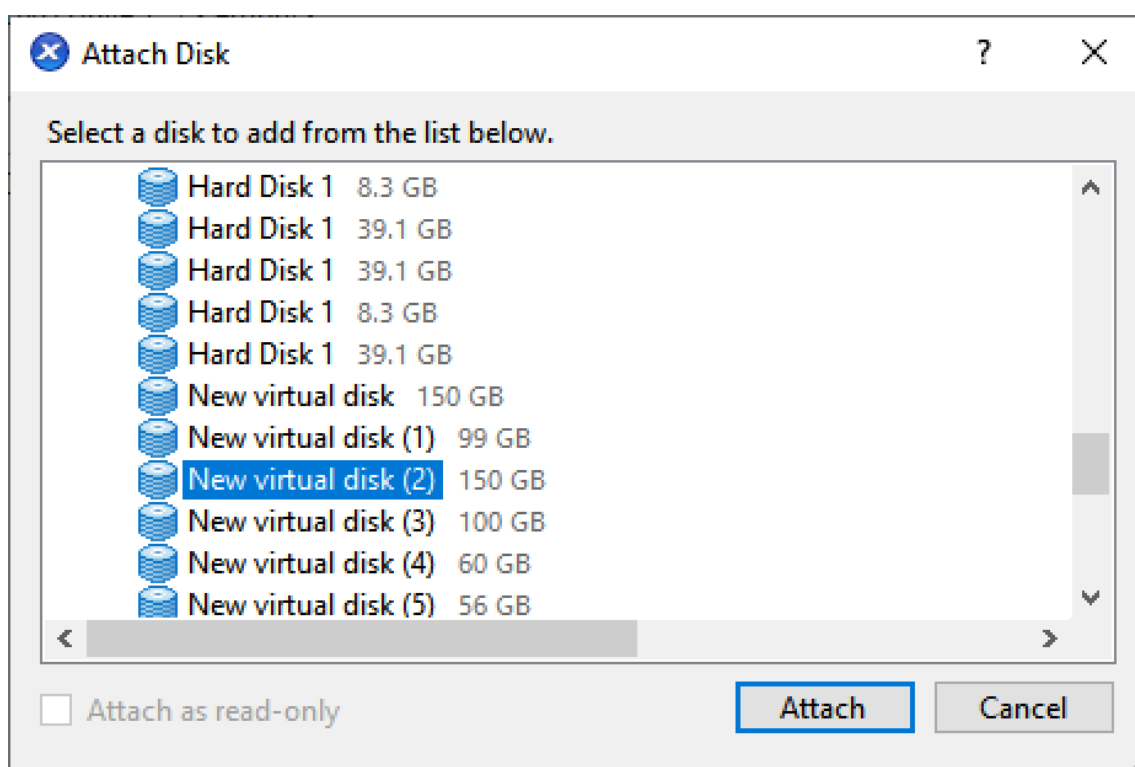 Attach Disk ?
Select a disk to add from the list below.
Hard Disk 1 8.3 GB
Hard Disk 1 39.1 GB
Hard Disk 1 39.1 GB
Hard Disk 1 8.3 GB
Hard Disk 1 39.1 GB
New virtual disk 150 GB
New virtual disk (1) 99 GB
New virtual disk (2) 150 GB
New virtual disk (3) 100 GB
New virtual disk (4) 60 GB
New virtual disk (5) 56 GB
Attach as read-only Attach Cancel